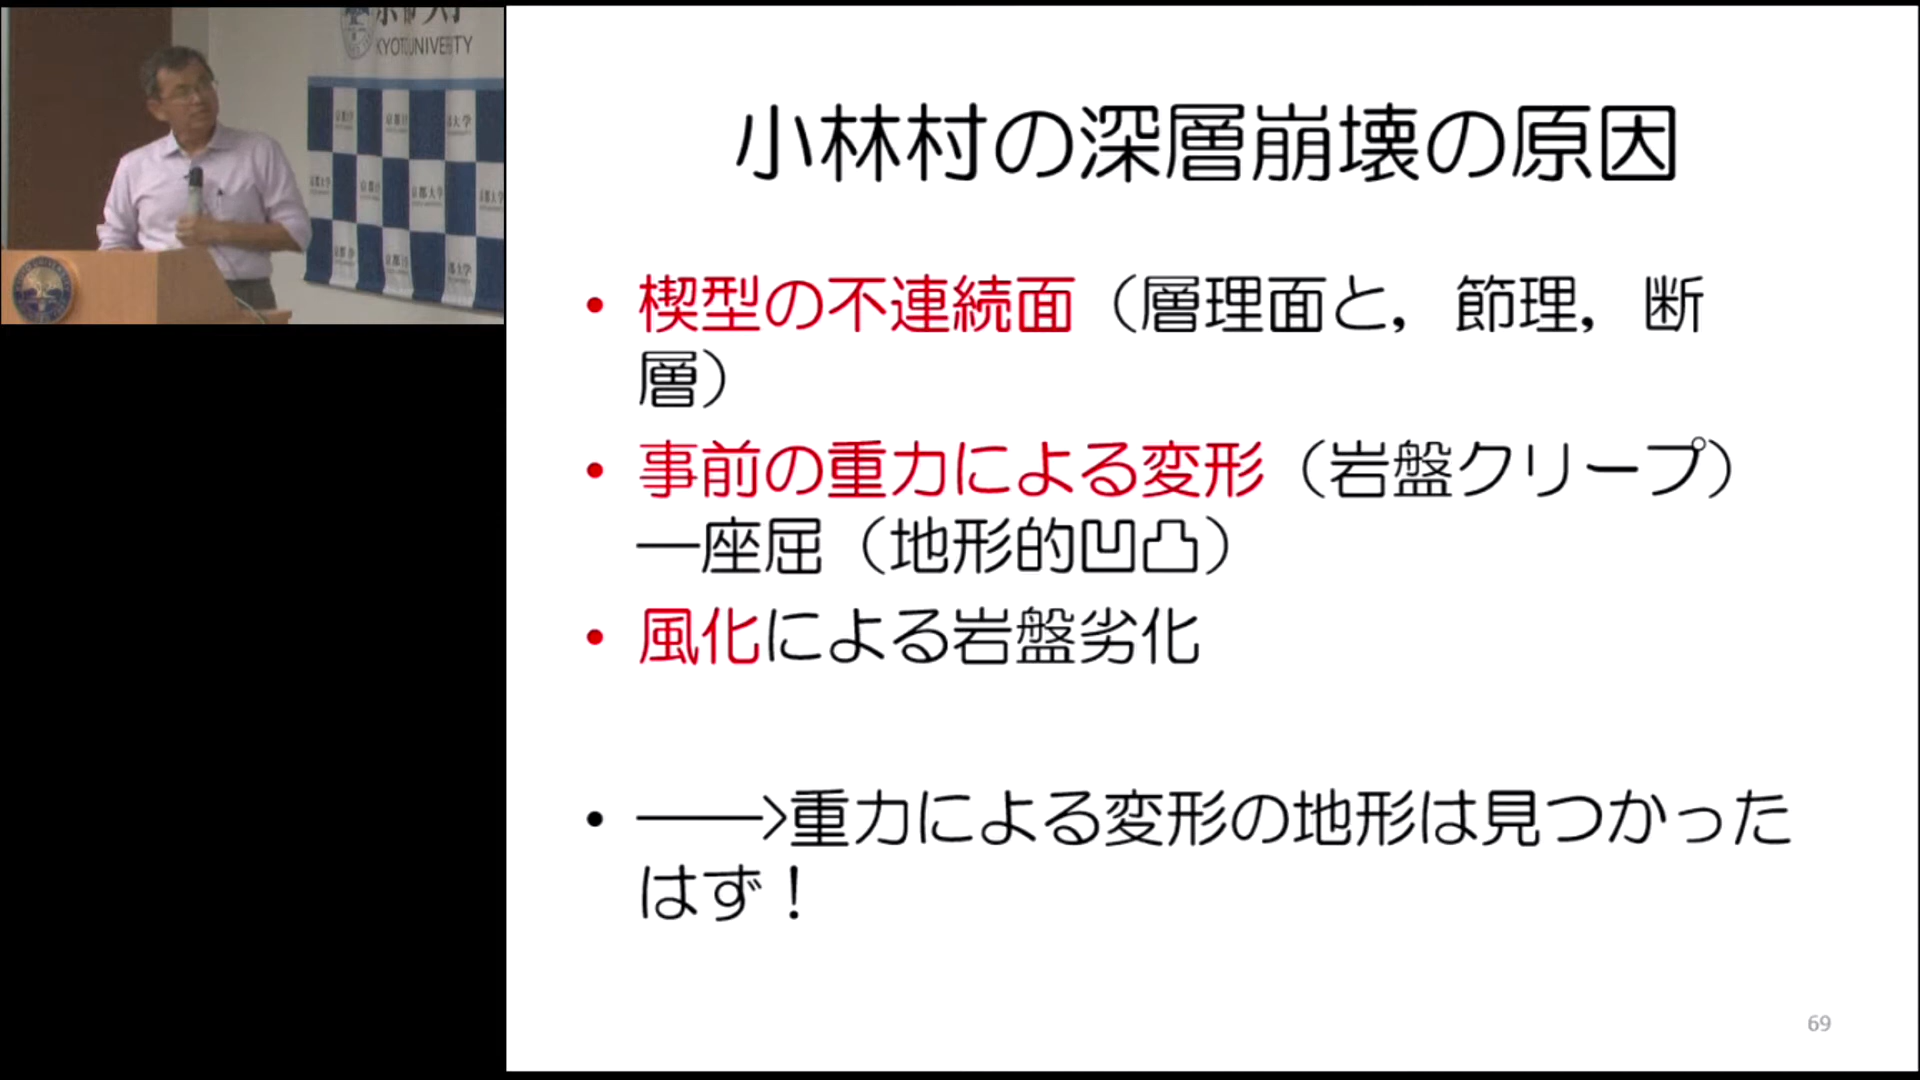 KYOTO UNIVERSITY
京都大学
小林村の深層崩壊の原因
• 楔型の不連続面（層理面と，節理，断
層）
• 事前の重力による変形（岩盤クリープ）
―座屈（地形的凹凸）
• 風化による岩盤劣化
• ――>重力による変形の地形は見つかった
はず！
69